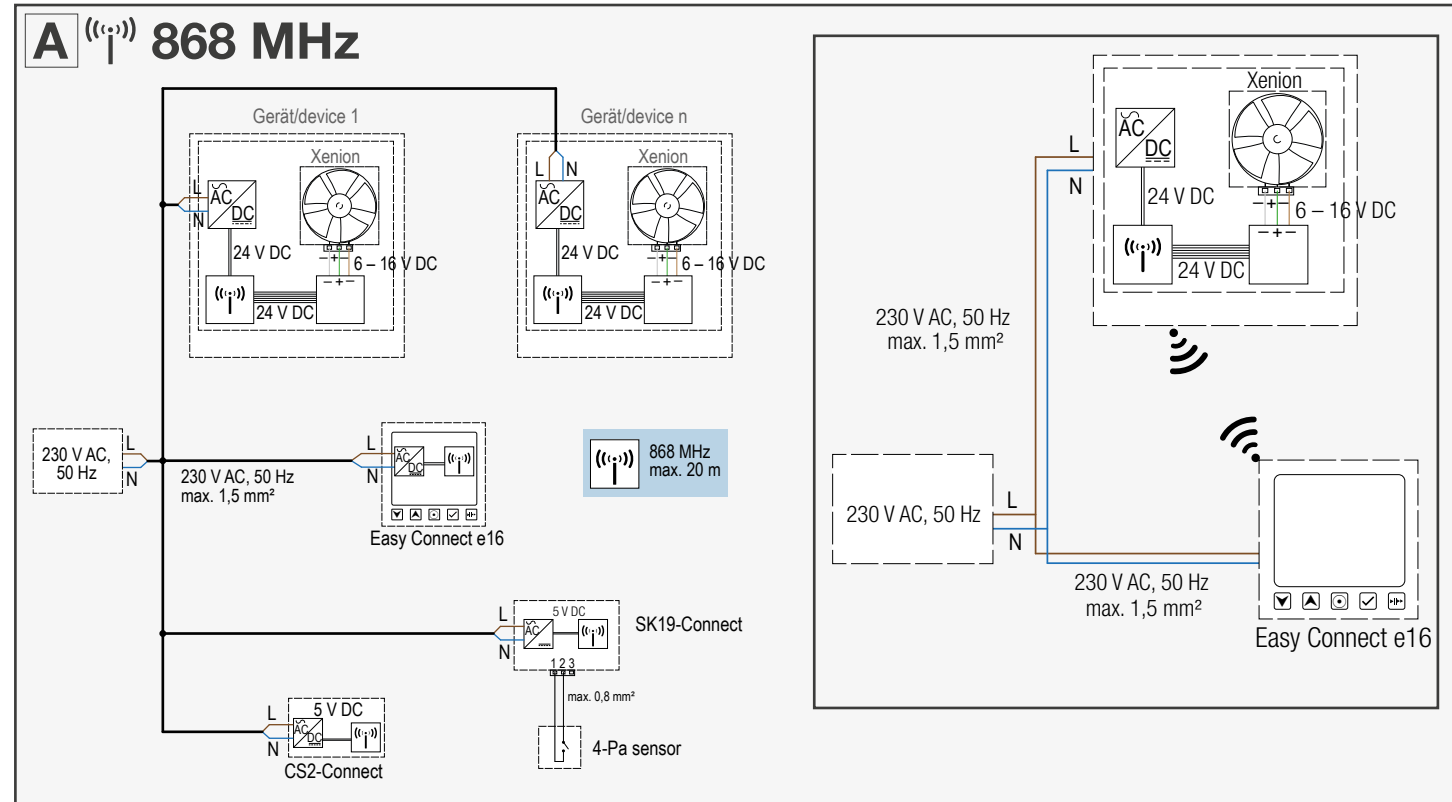 A 868 MHz
Gerät/device 1
Xenion
L
N
AC
DC
24 V DC
– + –
6 – 16 V DC
– + –
24 V DC
Gerät/device n
Xenion
L N
AC
DC
24 V DC
– + –
6 – 16 V DC
– + –
24 V DC
230 V AC,
50 Hz
L
N
230 V AC, 50 Hz
max. 1,5 mm²
L
N
AC
DC
Easy Connect e16
868 MHz
max. 20 m
L
N
5 V DC
AC
SK19-Connect
1 2 3
max. 0,8 mm²
4-Pa sensor
L
N
5 V DC
AC
DC
CS2-Connect
Xenion
AC
DC
L
N
24 V DC
– + –
6 – 16 V DC
– + –
24 V DC
230 V AC, 50 Hz
max. 1,5 mm²
230 V AC, 50 Hz
L
N
230 V AC, 50 Hz
max. 1,5 mm²
Easy Connect e16